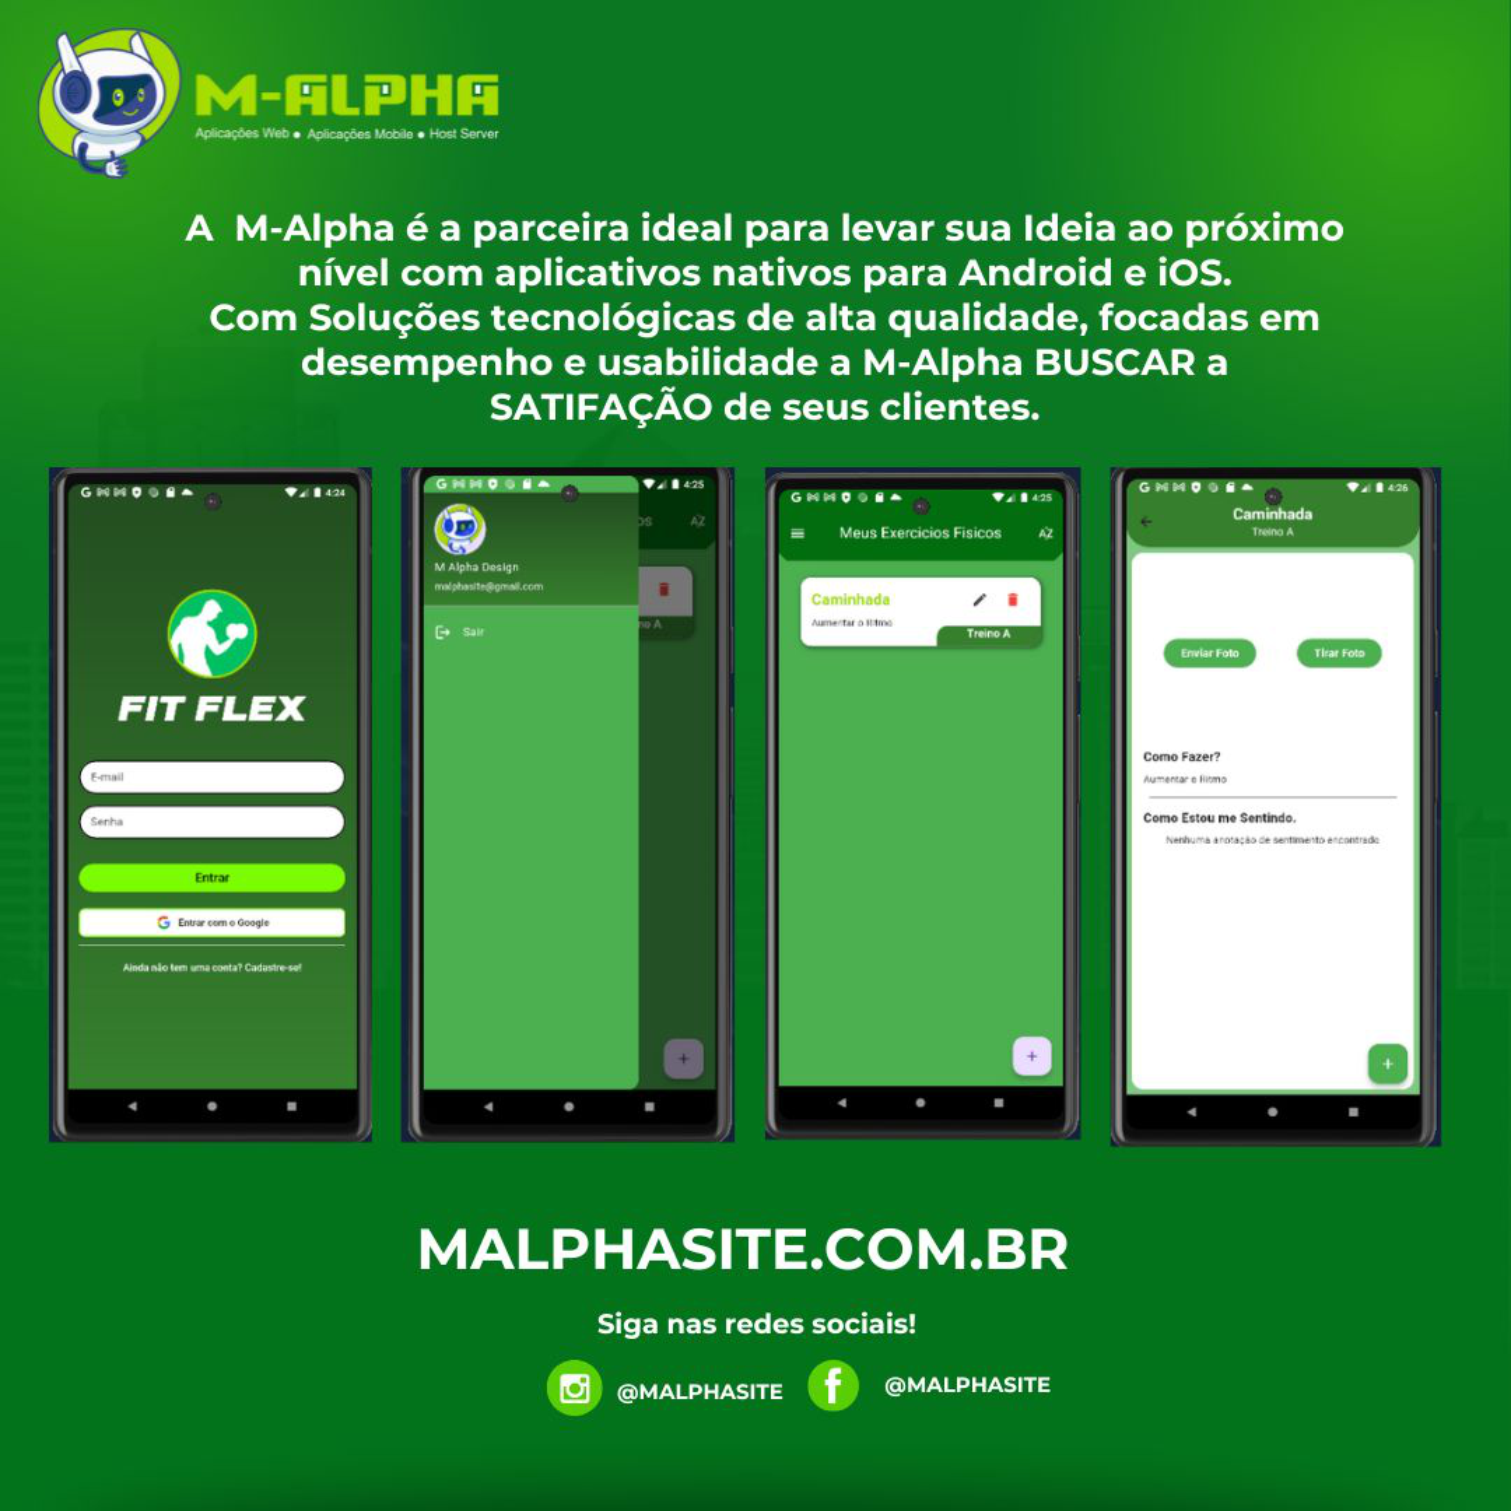 M-ALPHA
Aplicações Web • Aplicações Mobile • Host Server
A M-Alpha é a parceira ideal para levar sua Ideia ao próximo
nível com aplicativos nativos para Android e iOS.
Com Soluções tecnológicas de alta qualidade, focadas em
desempenho e usabilidade a M-Alpha BUSCAR a
SATIFAÇÃO de seus clientes.
4:24
FIT FLEX
E-mail
Senha
Entrar
Entrar com o Google
Ainda não tem uma conta? Cadastre-se!
4:25
AZ
M Alpha Design
malphasite@gmail.com
Sair
+
4:25
Meus Exercicios Fisicos
AZ
Caminhada
Aumentar o Ritmo
Treino A
+
4:26
Caminhada
Treino A
Enviar Foto
Tirar Foto
Como Fazer?
Aumentar o Ritmo
Como Estou me Sentindo.
Nenhuma anotação de sentimento encontrado
+
MALPHASITE.COM.BR
Siga nas redes sociais!
@MALPHASITE
@MALPHASITE